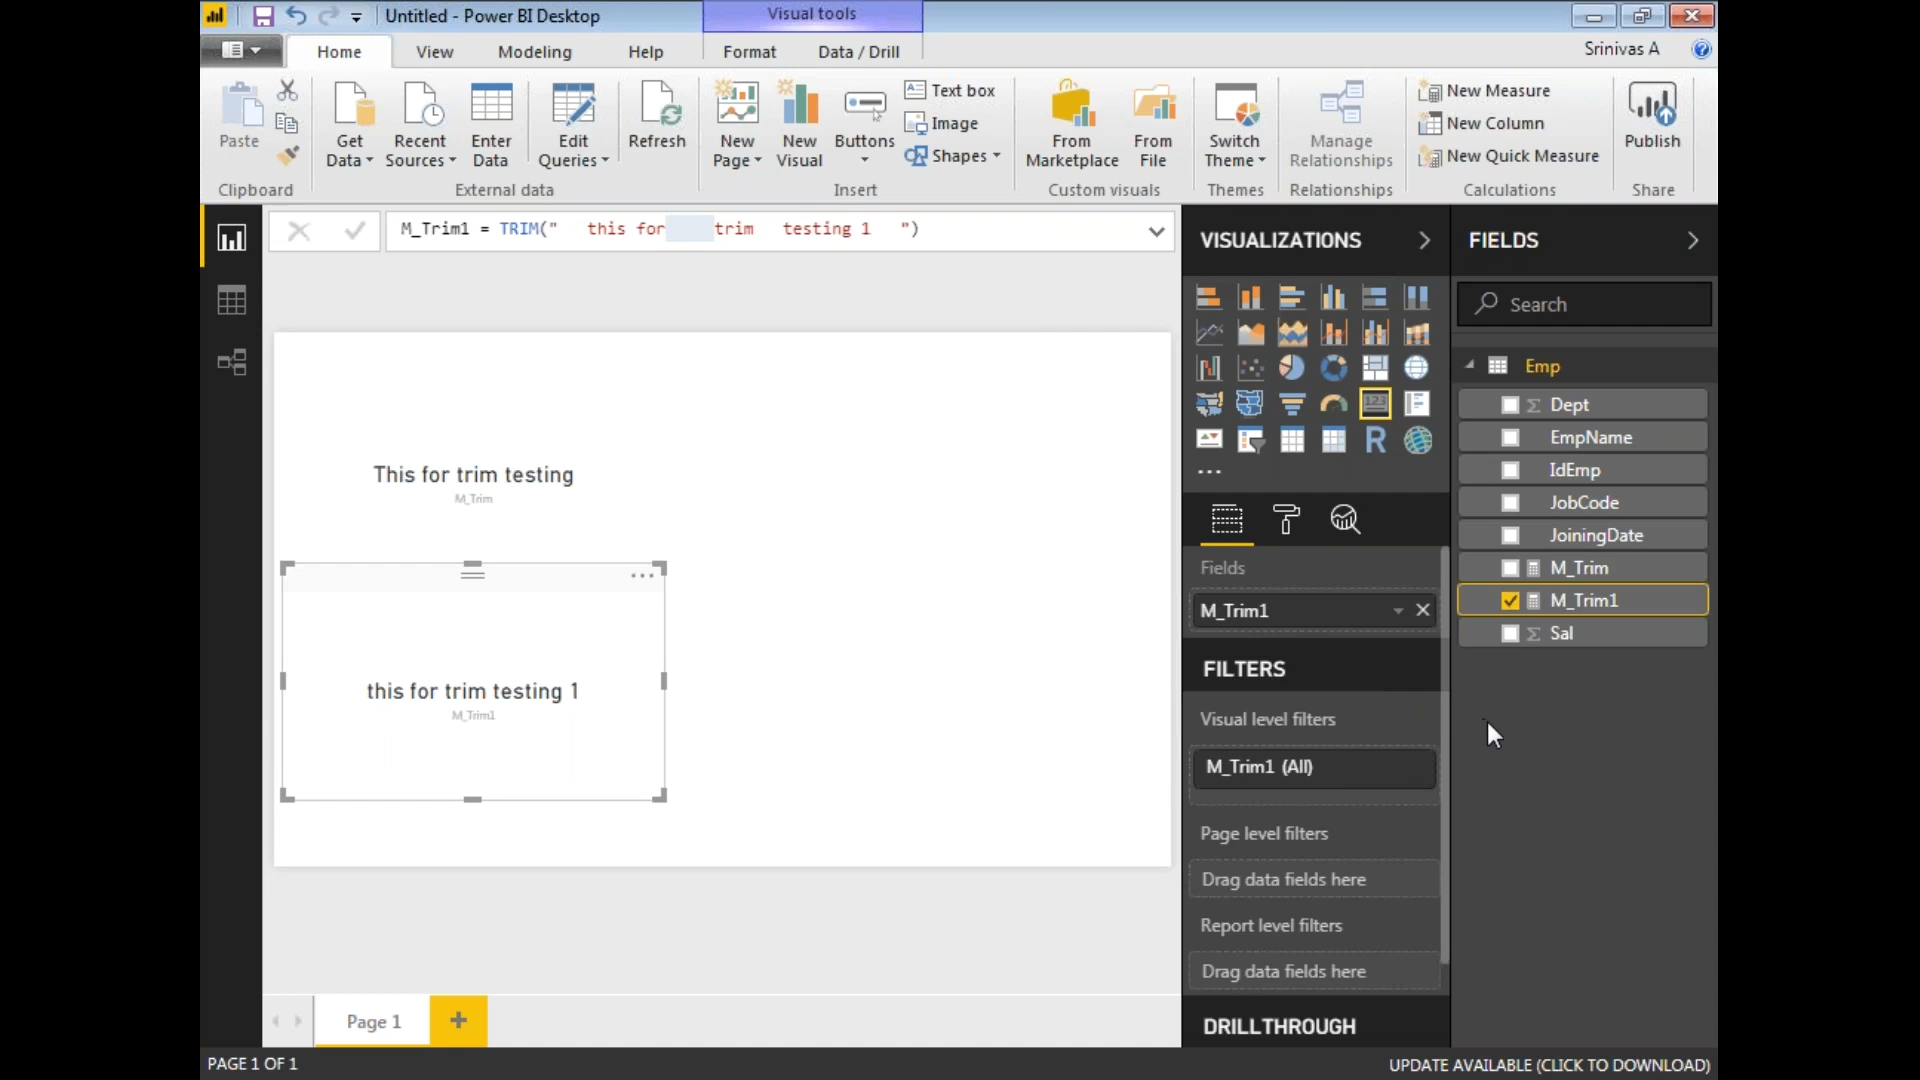 Untitled - Power BI Desktop
Visual tools
Home
View
Modeling
Help
Format
Data / Drill
Srinivas A
Paste
Get Data
Recent Sources
Enter Data
Edit Queries
Refresh
New Page
New Visual
Buttons
Text box
Image
Shapes
From Marketplace
From File
Switch Theme
Manage Relationships
New Measure
New Column
New Quick Measure
Publish
Clipboard
External data
Insert
Custom visuals
Themes
Relationships
Calculations
Share
M_Trim1 = TRIM("   this for     trim   testing 1   ")
This for trim testing
M_Trim
this for trim testing 1
M_Trim1
VISUALIZATIONS
123
R
Fields
M_Trim1
FILTERS
Visual level filters
M_Trim1 (All)
Page level filters
Drag data fields here
Report level filters
Drag data fields here
DRILLTHROUGH
FIELDS
Search
Emp
Dept
EmpName
IdEmp
JobCode
JoiningDate
M_Trim
M_Trim1
Sal
Page 1
PAGE 1 OF 1
UPDATE AVAILABLE (CLICK TO DOWNLOAD)